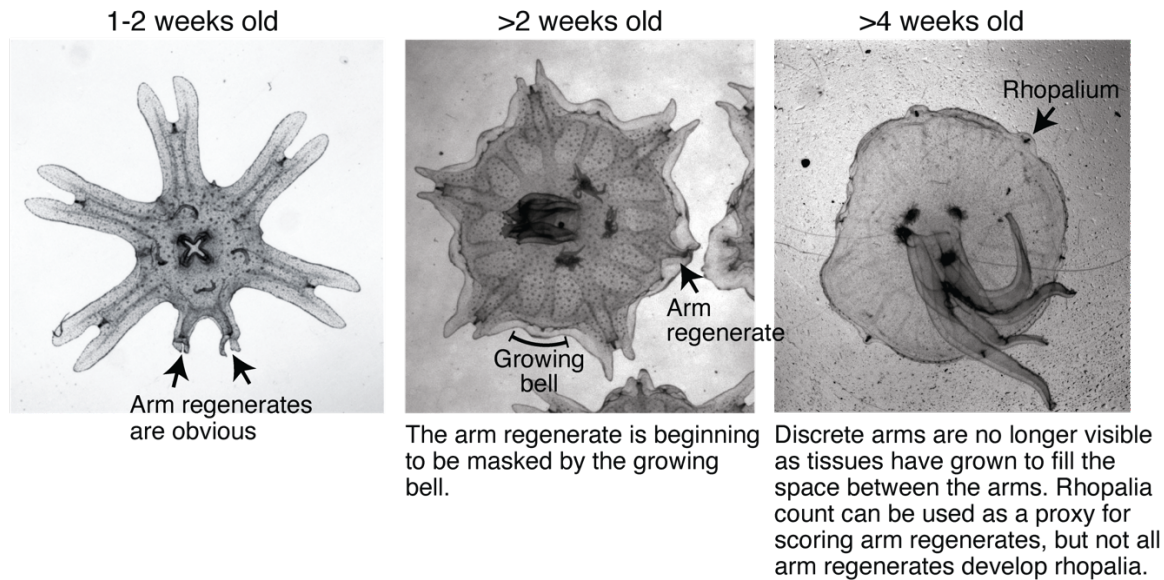 1-2 weeks old
>2 weeks old
>4 weeks old
Rhopalium
Arm
regenerate
Growing
bell
Arm regenerates
are obvious
The arm regenerate is beginning
to be masked by the growing
bell.
Discrete arms are no longer visible
as tissues have grown to fill the
space between the arms. Rhopalia
count can be used as a proxy for
scoring arm regenerates, but not all
arm regenerates develop rhopalia.